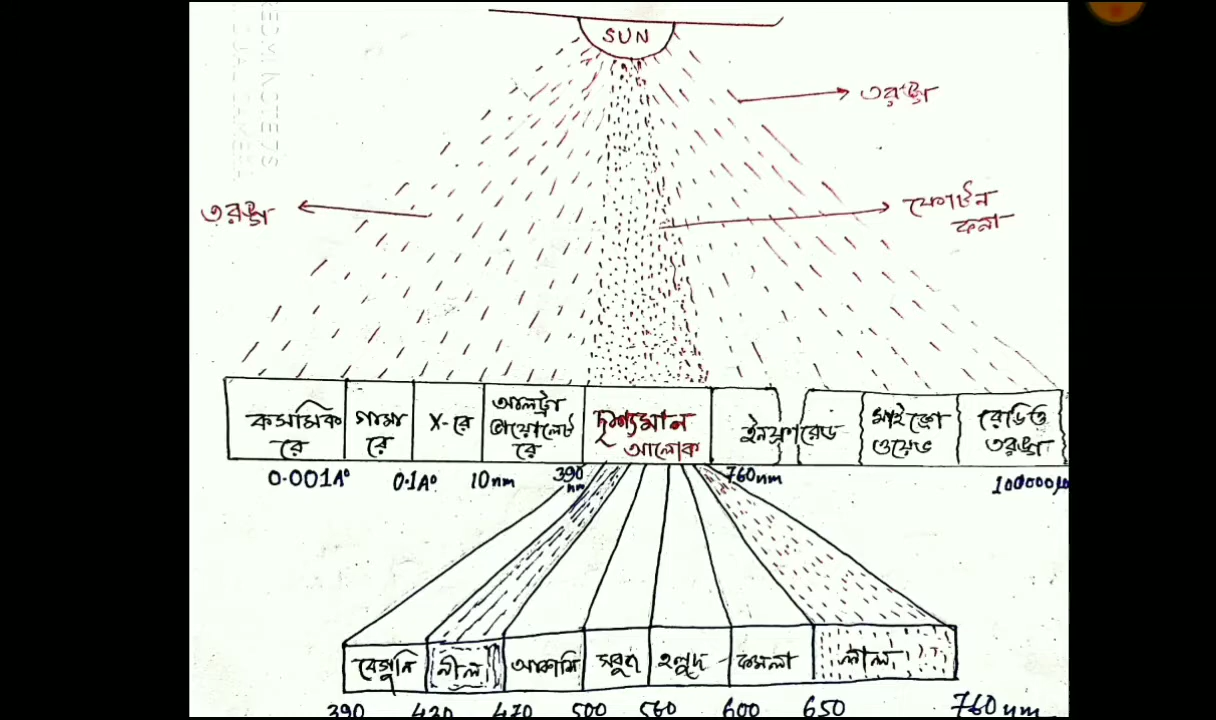 SUN
তরঙ্গ
তরঙ্গ
ফোটন
কনা
কসমিক
রে
গামা
রে
X-রে
আলট্রা
ভায়োলেট
রে
দৃশ্যমান
আলোক
ইনফ্রারেড
মাইক্রো
ওয়েভ
রেডিও
তরঙ্গ
0.001A° 0.1A° 10nm 390 nm 760nm
বেগুনি নীল আকাশি সবুজ হলুদ কমলা লাল
390 430 470 500 560 600 650 760nm